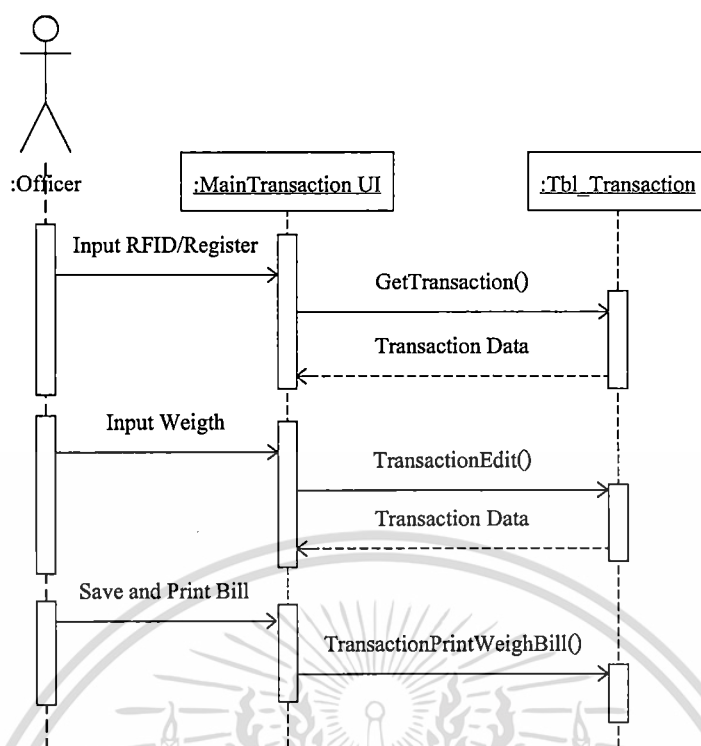 :Officer
:MainTransaction UI
:Tbl_Transaction
Input RFID/Register
GetTransaction()
Transaction Data
Input Weigth
TransactionEdit()
Transaction Data
Save and Print Bill
TransactionPrintWeighBill()